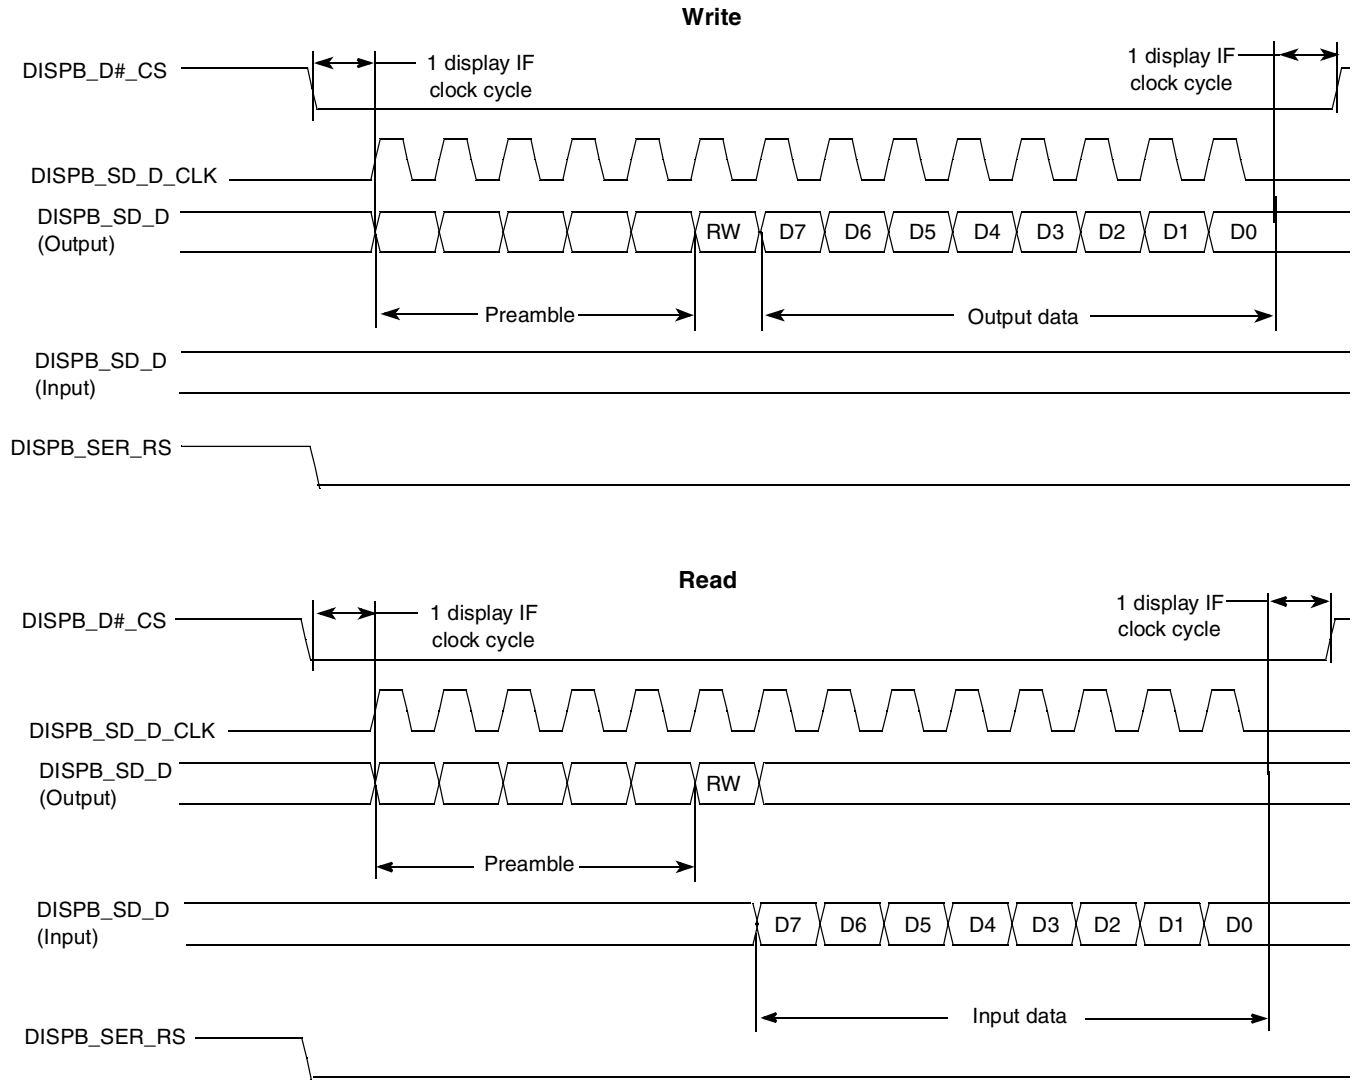 Write
DISPB_D#_CS
1 display IF
clock cycle
1 display IF
clock cycle
DISPB_SD_D_CLK
DISPB_SD_D
(Output)
RW D7 D6 D5 D4 D3 D2 D1 D0
Preamble
Output data
DISPB_SD_D
(Input)
DISPB_SER_RS
Read
DISPB_D#_CS
1 display IF
clock cycle
1 display IF
clock cycle
DISPB_SD_D_CLK
DISPB_SD_D
(Output)
RW
Preamble
DISPB_SD_D
(Input)
D7 D6 D5 D4 D3 D2 D1 D0
Input data
DISPB_SER_RS